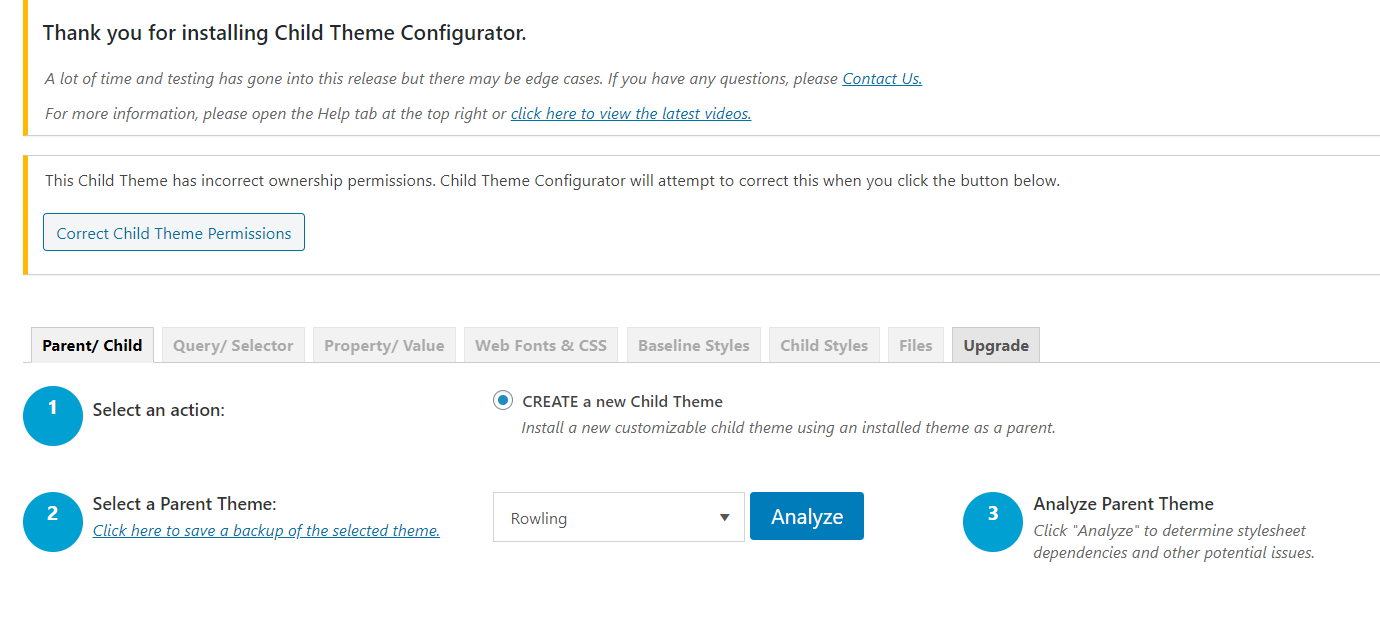 Thank you for installing Child Theme Configurator.
A lot of time and testing has gone into this release but there may be edge cases. If you have any questions, please Contact Us.
For more information, please open the Help tab at the top right or click here to view the latest videos.
This Child Theme has incorrect ownership permissions. Child Theme Configurator will attempt to correct this when you click the button below.
Correct Child Theme Permissions
Parent/ Child Query/ Selector Property/ Value Web Fonts & CSS Baseline Styles Child Styles Files Upgrade
1 Select an action:
CREATE a new Child Theme
Install a new customizable child theme using an installed theme as a parent.
2 Select a Parent Theme:
Click here to save a backup of the selected theme.
Rowling
Analyze
3 Analyze Parent Theme
Click "Analyze" to determine stylesheet
dependencies and other potential issues.